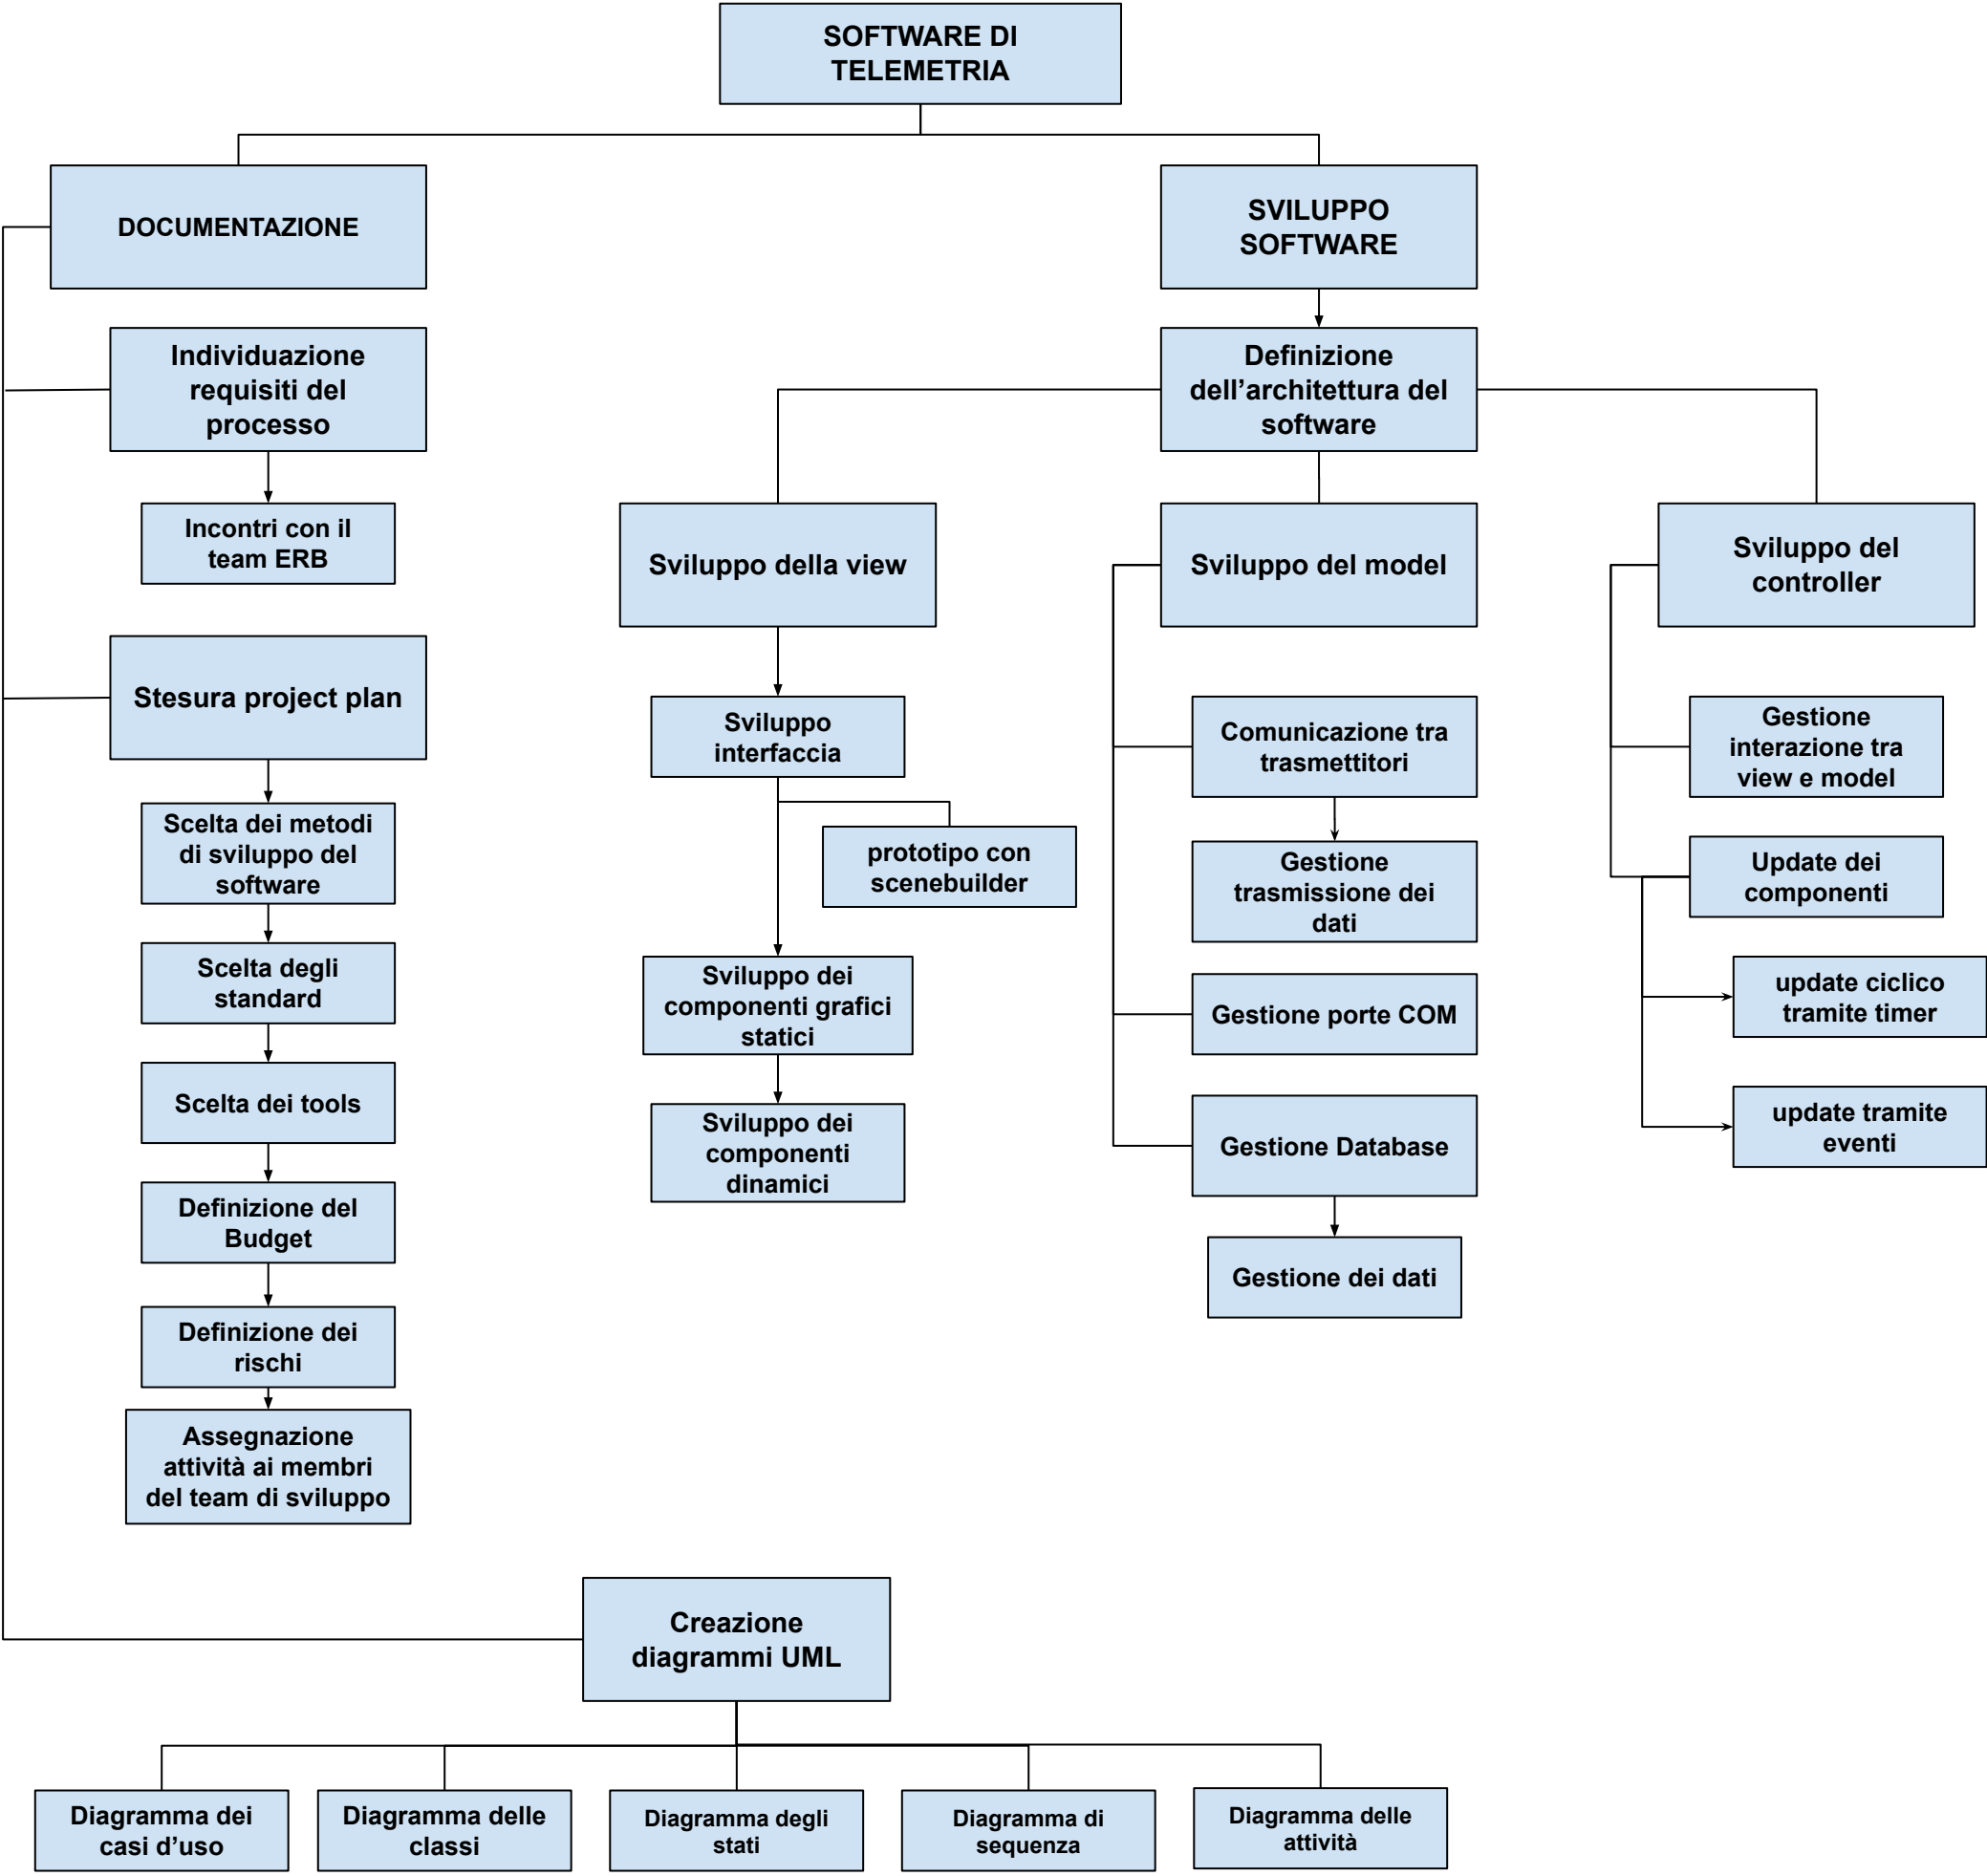 SOFTWARE DI
TELEMETRIA
DOCUMENTAZIONE
SVILUPPO
SOFTWARE
Individuazione
requisiti del
processo
Incontri con il
team ERB
Stesura project plan
Scelta dei metodi
di sviluppo del
software
Scelta degli
standard
Scelta dei tools
Definizione del
Budget
Definizione dei
rischi
Assegnazione
attività ai membri
del team di sviluppo
Definizione
dell’architettura del
software
Sviluppo della view
Sviluppo
interfaccia
prototipo con
scenebuilder
Sviluppo dei
componenti grafici
statici
Sviluppo dei
componenti
dinamici
Sviluppo del model
Comunicazione tra
trasmettitori
Gestione
trasmissione dei
dati
Gestione porte COM
Gestione Database
Gestione dei dati
Sviluppo del
controller
Gestione
interazione tra
view e model
Update dei
componenti
update ciclico
tramite timer
update tramite
eventi
Creazione
diagrammi UML
Diagramma dei
casi d’uso
Diagramma delle
classi
Diagramma degli
stati
Diagramma di
sequenza
Diagramma delle
attività